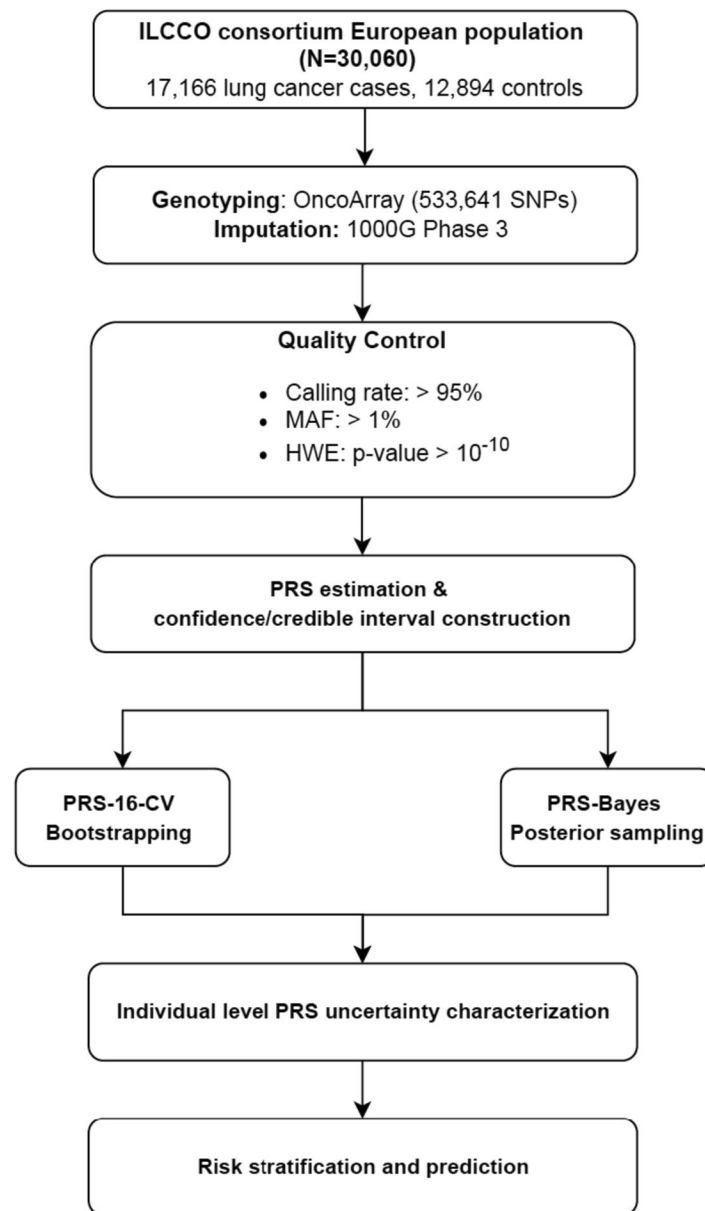 ILCCO consortium European population
(N=30,060)
17,166 lung cancer cases, 12,894 controls
Genotyping: OncoArray (533,641 SNPs)
Imputation: 1000G Phase 3
Quality Control
• Calling rate: > 95%
• MAF: > 1%
• HWE: p-value > 10⁻¹⁰
PRS estimation &
confidence/credible interval construction
PRS-16-CV
Bootstrapping
PRS-Bayes
Posterior sampling
Individual level PRS uncertainty characterization
Risk stratification and prediction